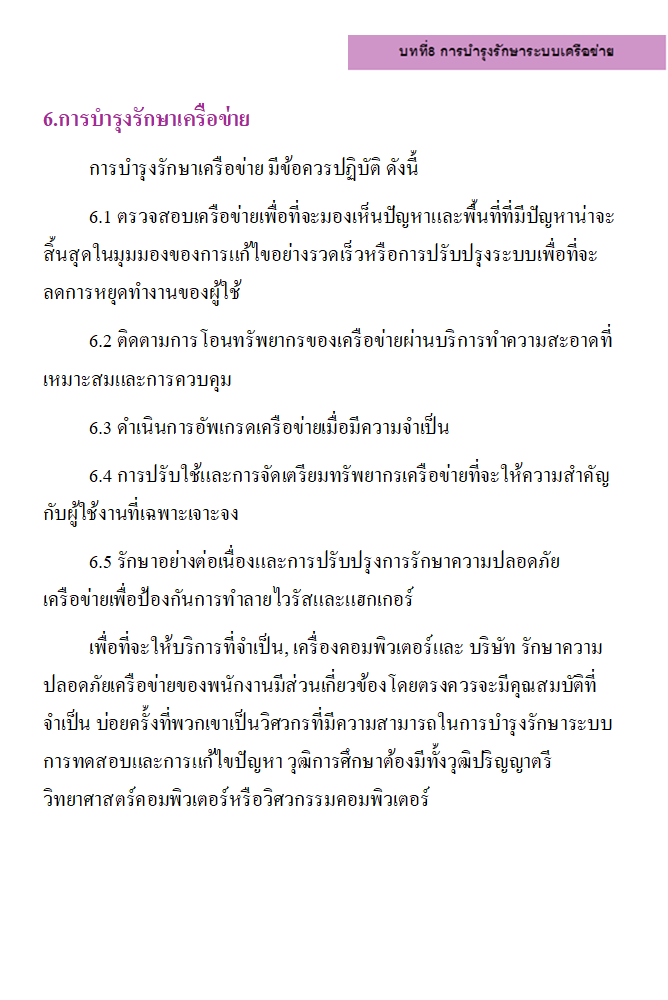 บทที่8 การบำรุงรักษาระบบเครือข่าย
6.การบำรุงรักษาเครือข่าย
การบำรุงรักษาเครือข่าย มีข้อควรปฏิบัติ ดังนี้
6.1 ตรวจสอบเครือข่ายเพื่อที่จะมองเห็นปัญหาและพื้นที่ที่มีปัญหาน่าจะ
สิ้นสุดในมุมมองของการแก้ไขอย่างรวดเร็วหรือการปรับปรุงระบบเพื่อที่จะ
ลดการหยุดทำงานของผู้ใช้
6.2 ติดตามการโอนทรัพยากรของเครือข่ายผ่านบริการทำความสะอาดที่
เหมาะสมและการควบคุม
6.3 ดำเนินการอัพเกรดเครือข่ายเมื่อมีความจำเป็น
6.4 การปรับใช้และการจัดเตรียมทรัพยากรเครือข่ายที่จะให้ความสำคัญ
กับผู้ใช้งานที่เฉพาะเจาะจง
6.5 รักษาอย่างต่อเนื่องและการปรับปรุงการรักษาความปลอดภัย
เครือข่ายเพื่อป้องกันการทำลายไวรัสและแฮกเกอร์
เพื่อที่จะให้บริการที่จำเป็น, เครื่องคอมพิวเตอร์และ บริษัท รักษาความ
ปลอดภัยเครือข่ายของพนักงานมีส่วนเกี่ยวข้องโดยตรงควรจะมีคุณสมบัติที่
จำเป็น บ่อยครั้งที่พวกเขาเป็นวิศวกรที่มีความสามารถในการบำรุงรักษาระบบ
การทดสอบและการแก้ไขปัญหา วุฒิการศึกษาต้องมีทั้งวุฒิปริญญาตรี
วิทยาศาสตร์คอมพิวเตอร์หรือวิศวกรรมคอมพิวเตอร์